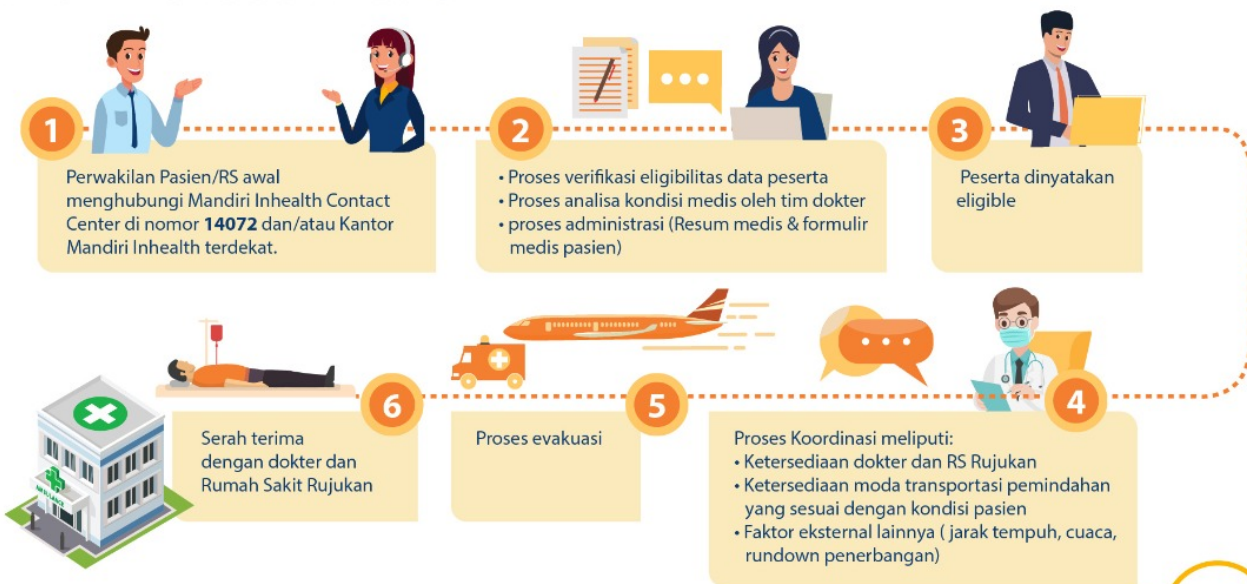 1
Perwakilan Pasien/RS awal
menghubungi Mandiri Inhealth Contact
Center di nomor 14072 dan/atau Kantor
Mandiri Inhealth terdekat.
2
• Proses verifikasi eligibilitas data peserta
• Proses analisa kondisi medis oleh tim dokter
• proses administrasi (Resum medis & formulir
medis pasien)
3
Peserta dinyatakan
eligible
4
Proses Koordinasi meliputi:
• Ketersediaan dokter dan RS Rujukan
• Ketersediaan moda transportasi pemindahan
yang sesuai dengan kondisi pasien
• Faktor eksternal lainnya ( jarak tempuh, cuaca,
rundown penerbangan)
5
Proses evakuasi
6
Serah terima
dengan dokter dan
Rumah Sakit Rujukan
AMBULANCE